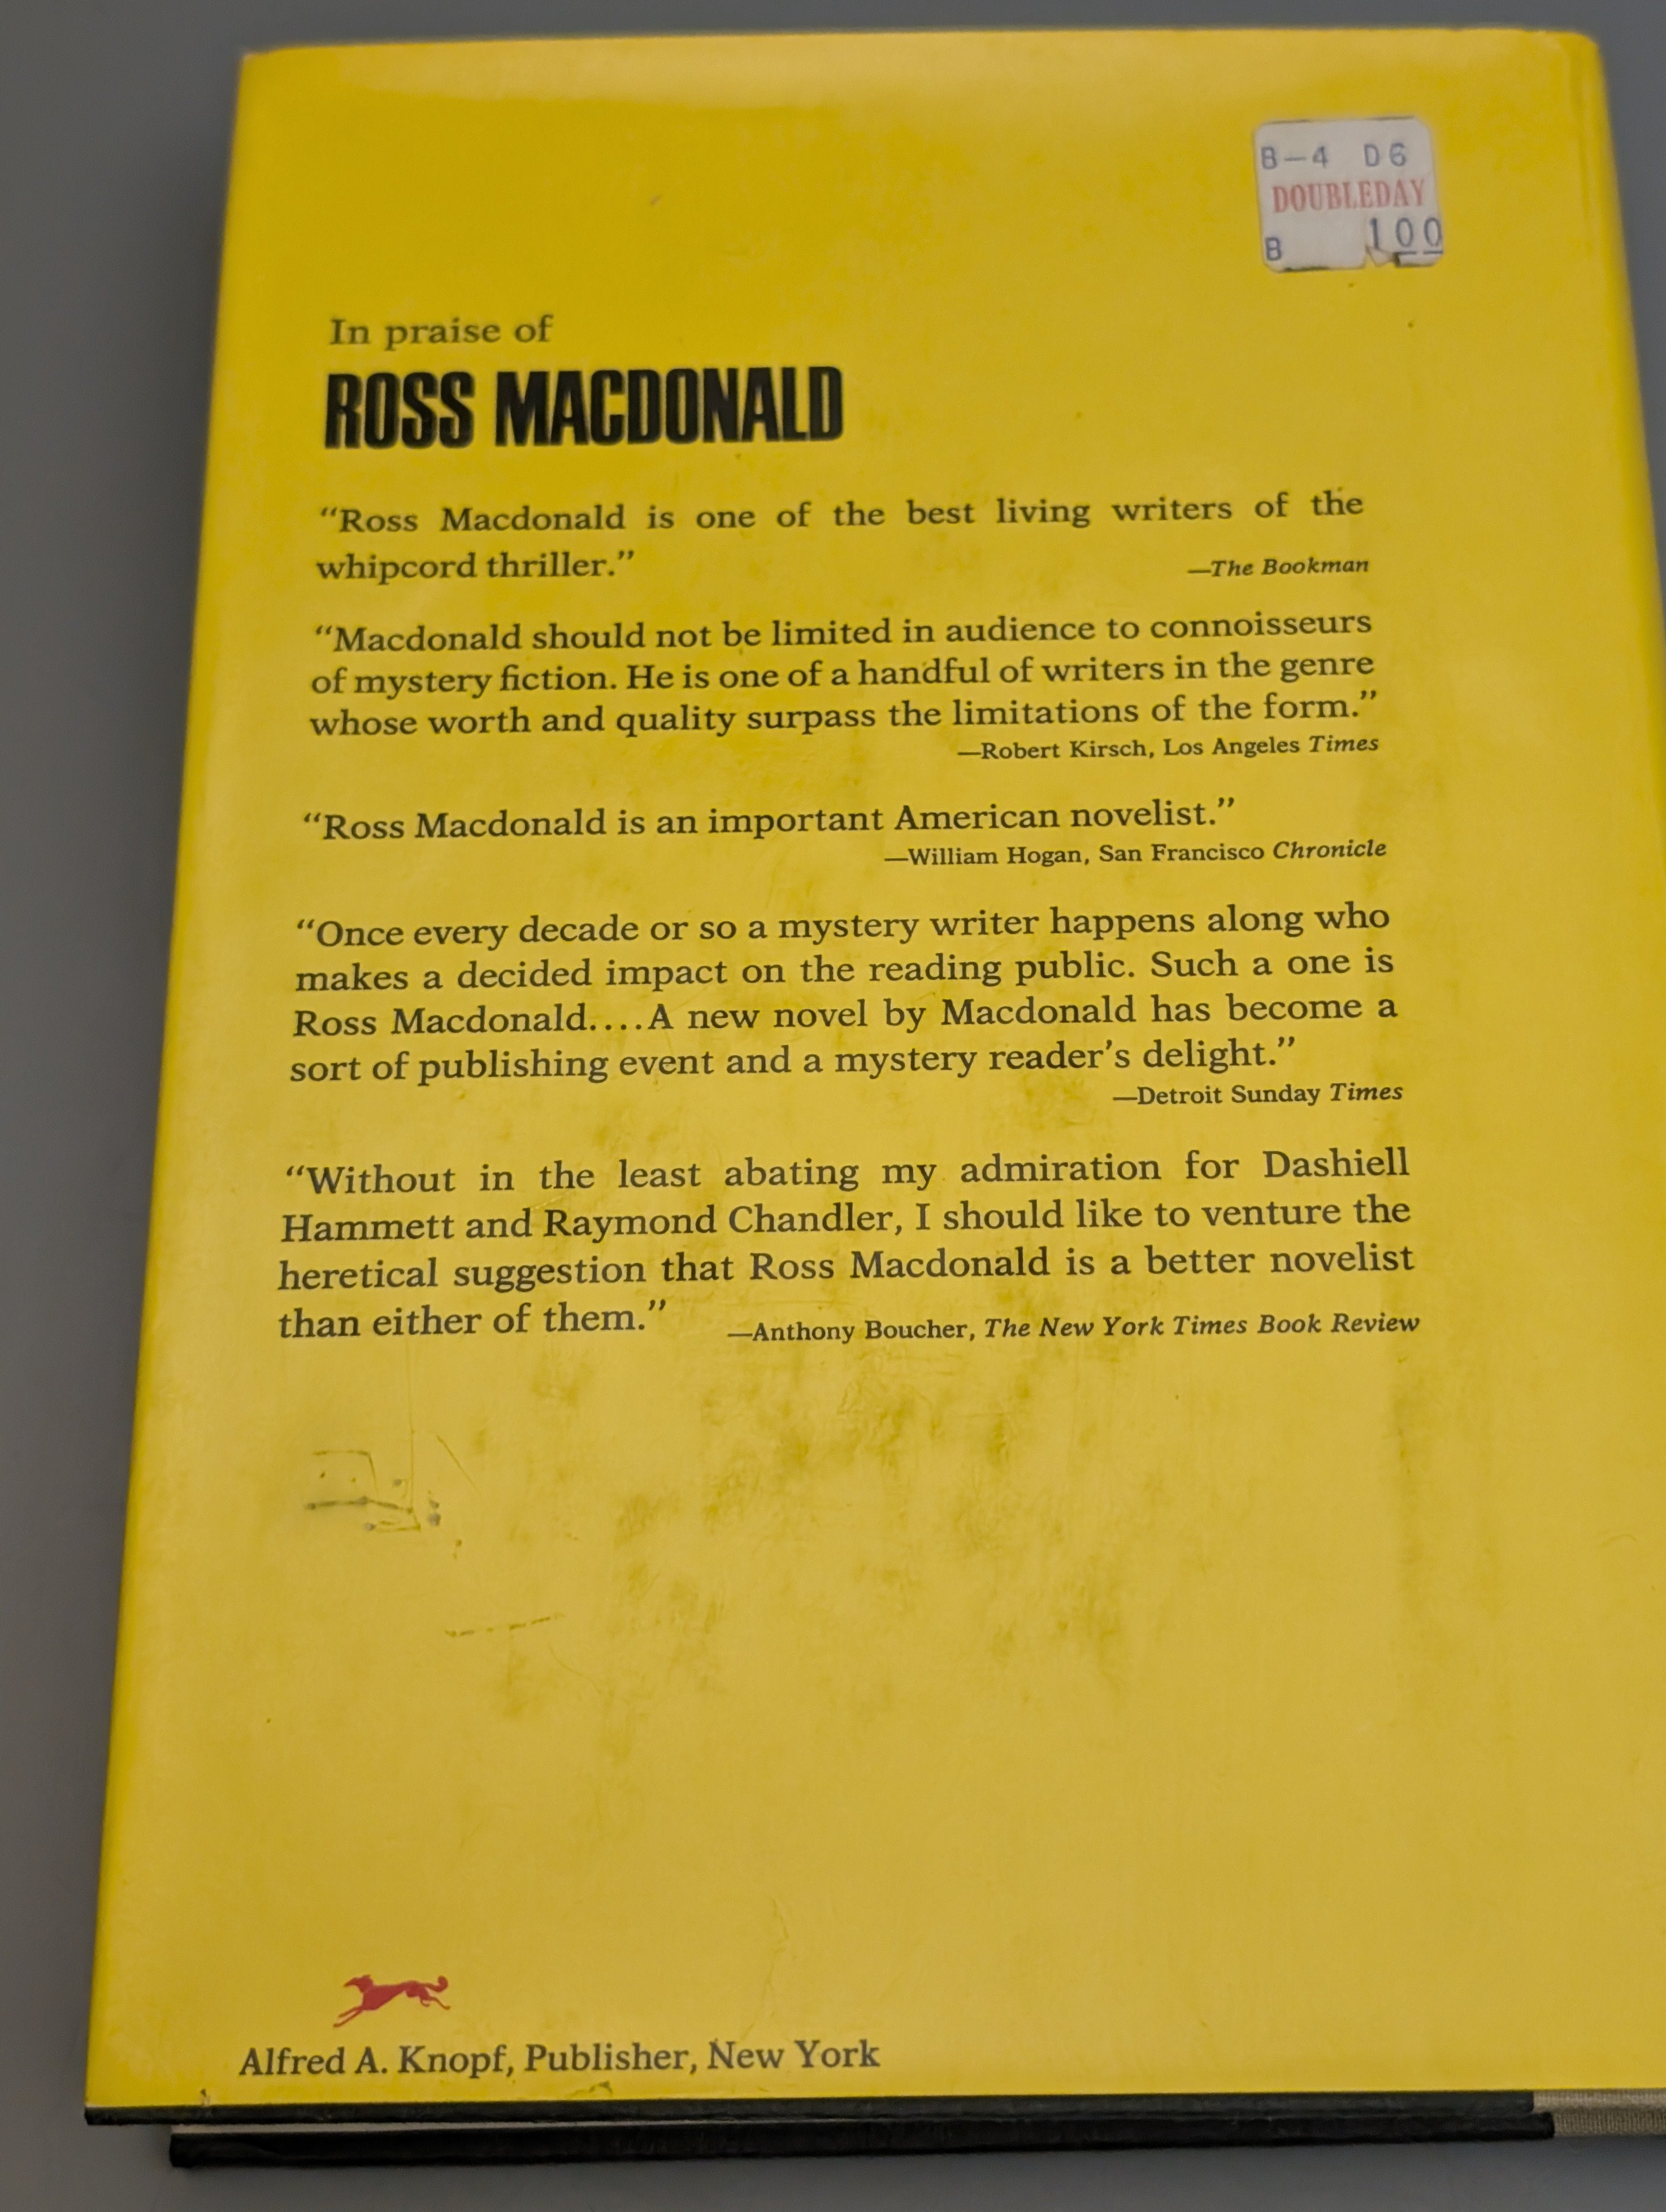 B-4 D6
DOUBLEDAY
B 100
In praise of
ROSS MACDONALD
“Ross Macdonald is one of the best living writers of the
whipcord thriller.” —The Bookman
“Macdonald should not be limited in audience to connoisseurs
of mystery fiction. He is one of a handful of writers in the genre
whose worth and quality surpass the limitations of the form.”
—Robert Kirsch, Los Angeles Times
“Ross Macdonald is an important American novelist.”
—William Hogan, San Francisco Chronicle
“Once every decade or so a mystery writer happens along who
makes a decided impact on the reading public. Such a one is
Ross Macdonald....A new novel by Macdonald has become a
sort of publishing event and a mystery reader’s delight.”
—Detroit Sunday Times
“Without in the least abating my admiration for Dashiell
Hammett and Raymond Chandler, I should like to venture the
heretical suggestion that Ross Macdonald is a better novelist
than either of them.” —Anthony Boucher, The New York Times Book Review
Alfred A. Knopf, Publisher, New York